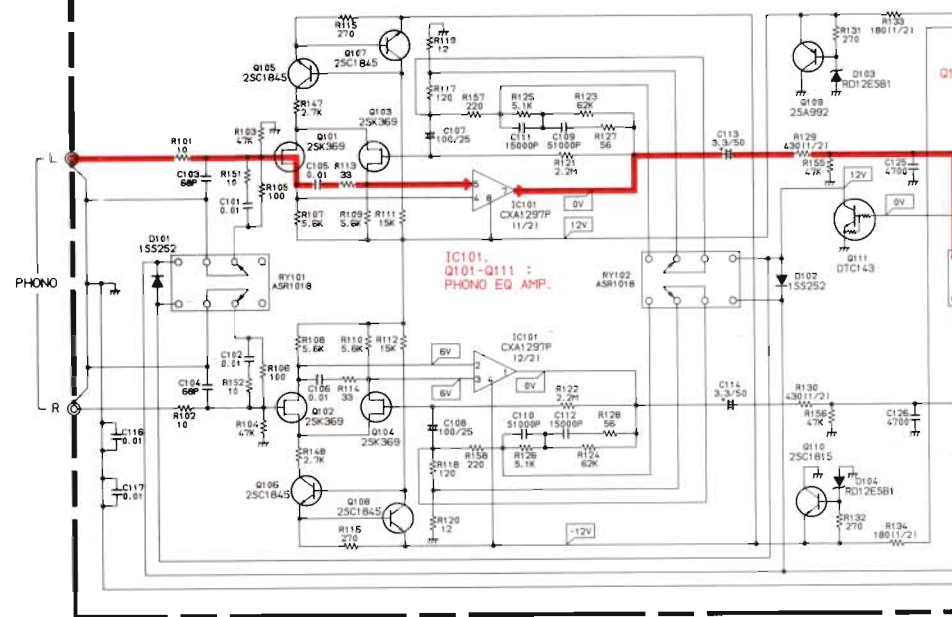 R115
270
Q107
2SC1845
R119
12
Q105
2SC1845
R117
120
R157
220
R125
5.1K
R123
62K
R131
270
R133
180(1/2)
D103
RD12ESB1
Q109
2SA992
Q1
R147
2.7K
Q103
2SK369
Q101
2SK369
R103
47K
R101
10
C107
100/25
C111
15000P
C109
51000P
R127
56
R121
2.2M
C113
3.3/50
R129
430(1/2)
R155
47K
C125
4700
L
C103
68P
R151
10
C101
0.01
R105
100
C105
0.01
R113
33
5
4 8
7
IC101
CXA1297P
(1/2)
0V
12V
12V
0V
R107
5.6K
R109
5.6K
R111
15K
Q111
DTC143
D101
1SS252
RY101
ASR1018
IC101.
Q101-Q111 :
PHONO EQ AMP.
RY102
ASR1018
D102
1SS252
PHONO
R108
5.6K
R110
5.6K
R112
15K
IC101
CXA1297P
(2/2)
6V
6V
2
3
4
1
0V
C102
0.01
R152
10
R106
100
C104
68P
C106
0.01
R114
33
R122
2.2M
C114
3.3/50
R130
430(1/2)
R
R102
10
R104
47K
Q102
2SK369
Q104
2SK369
C108
100/25
C110
51000P
C112
15000P
R128
56
R156
47K
C126
4700
C116
0.01
C117
0.01
R148
2.7K
R158
220
R118
120
R126
5.1K
R124
62K
Q110
2SC1815
D104
RD12ESB1
Q106
2SC1845
Q108
2SC1845
R116
270
R120
12
-12V
R132
270
R134
180(1/2)